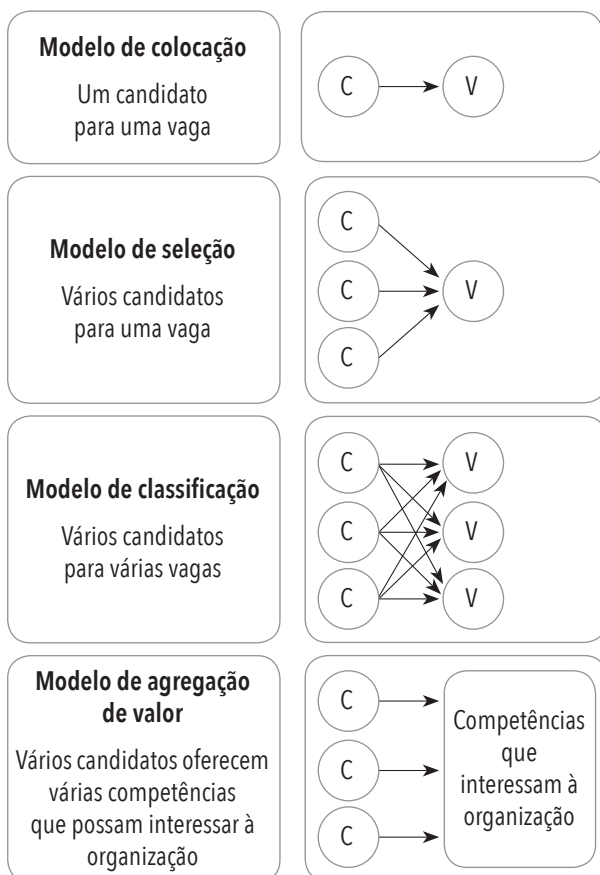 Modelo de colocação
Um candidato
para uma vaga
C
V
Modelo de seleção
Vários candidatos
para uma vaga
C
C
V
C
Modelo de classificação
Vários candidatos
para várias vagas
C
V
C
V
C
V
Modelo de agregação
de valor
Vários candidatos oferecem
várias competências
que possam interessar à
organização
C
C
C
Competências
que
interessam à
organização